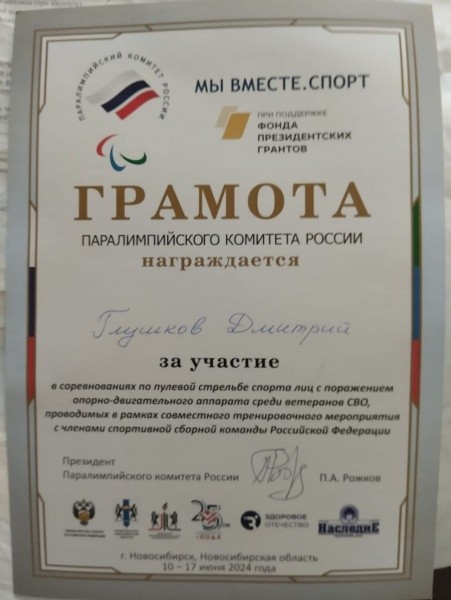 ПАРАЛИМПИЙСКИЙ КОМИТЕТ РОССИИ
МЫ ВМЕСТЕ.СПОРТ
ПРИ ПОДДЕРЖКЕ
ФОНДА
ПРЕЗИДЕНТСКИХ
ГРАНТОВ
ГРАМОТА
ПАРАЛИМПИЙСКОГО КОМИТЕТА РОССИИ
награждается
Глушков Дмитрий
за участие
в соревнованиях по пулевой стрельбе спорта лиц с поражением
опорно-двигательного аппарата среди ветеранов СВО,
проводимых в рамках совместного тренировочного мероприятия
с членами спортивной сборной команды Российской Федерации
Президент
Паралимпийского комитета России
П.А. Рожков
25
ГОДА
ЗДОРОВОЕ
ОТЕЧЕСТВО
НАСЛЕДИЕ
г. Новосибирск, Новосибирская область
10 – 17 июня 2024 года